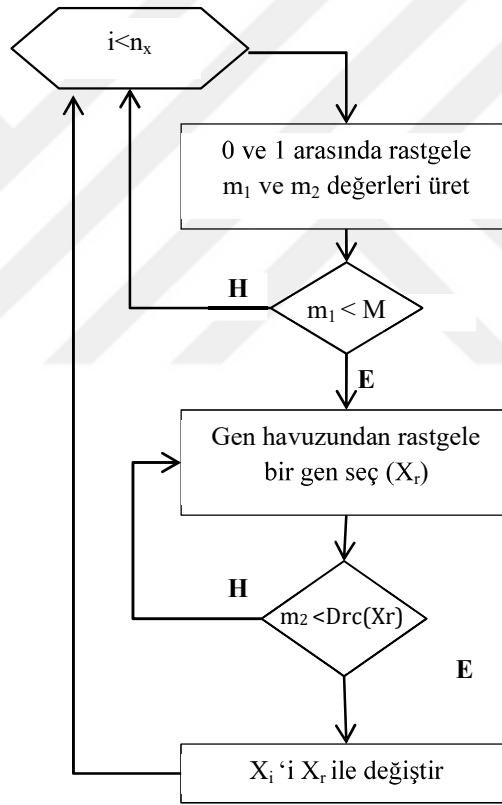 i<nₓ
0 ve 1 arasında rastgele
m₁ ve m₂ değerleri üret
H
m₁ < M
E
Gen havuzundan rastgele
bir gen seç (Xᵣ)
H
m₂ <Drc(Xr)
E
Xᵢ ‘i Xᵣ ile değiştir